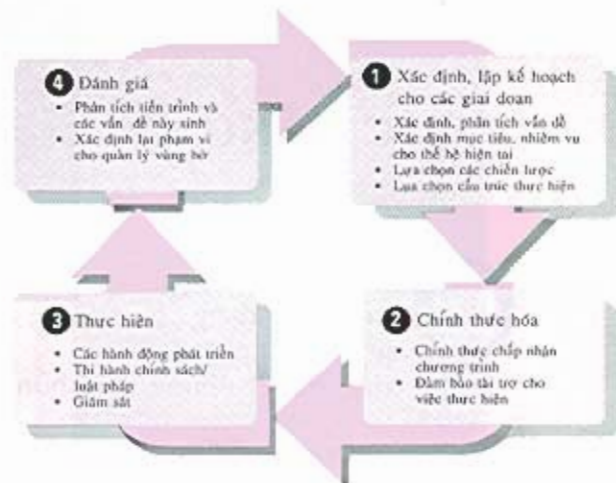 1 Xác định, lập kế hoạch
cho các giai đoạn
• Xác định, phân tích vấn đề
• Xác định mục tiêu, nhiệm vụ
cho thế hệ hiện tại
• Lựa chọn các chiến lược
• Lựa chọn cấu trúc thực hiện
2 Chính thức hóa
• Chính thức chấp nhận
chương trình
• Đảm bảo tài trợ cho
việc thực hiện
3 Thực hiện
• Các hành động phát triển
• Thi hành chính sách/
luật pháp
• Giám sát
4 Đánh giá
• Phân tích tiến trình và
các vấn đề nảy sinh
• Xác định lại phạm vi
cho quản lý vùng bờ